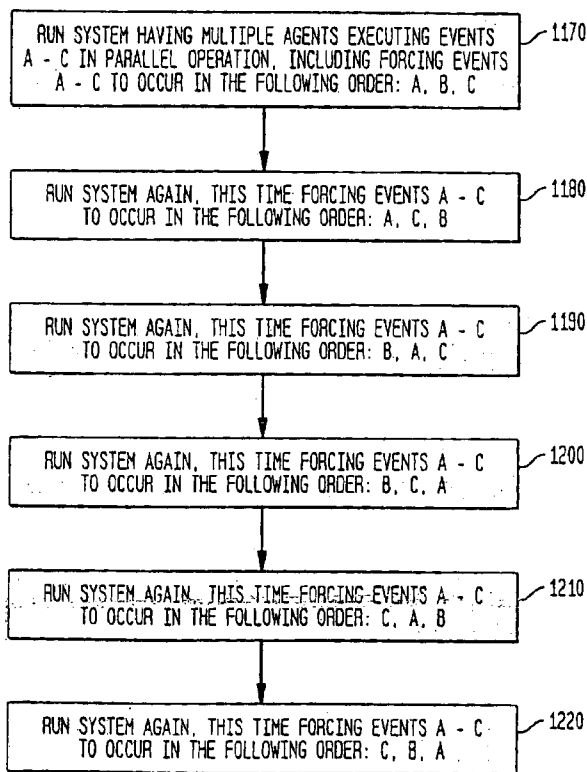 RUN SYSTEM HAVING MULTIPLE AGENTS EXECUTING EVENTS
A - C IN PARALLEL OPERATION, INCLUDING FORCING EVENTS
A - C TO OCCUR IN THE FOLLOWING ORDER: A, B, C
1170
RUN SYSTEM AGAIN, THIS TIME FORCING EVENTS A - C
TO OCCUR IN THE FOLLOWING ORDER: A, C, B
1180
RUN SYSTEM AGAIN, THIS TIME FORCING EVENTS A - C
TO OCCUR IN THE FOLLOWING ORDER: B, A, C
1190
RUN SYSTEM AGAIN, THIS TIME FORCING EVENTS A - C
TO OCCUR IN THE FOLLOWING ORDER: B, C, A
1200
RUN SYSTEM AGAIN, THIS TIME FORCING EVENTS A - C
TO OCCUR IN THE FOLLOWING ORDER: C, A, B
1210
RUN SYSTEM AGAIN, THIS TIME FORCING EVENTS A - C
TO OCCUR IN THE FOLLOWING ORDER: C, B, A
1220